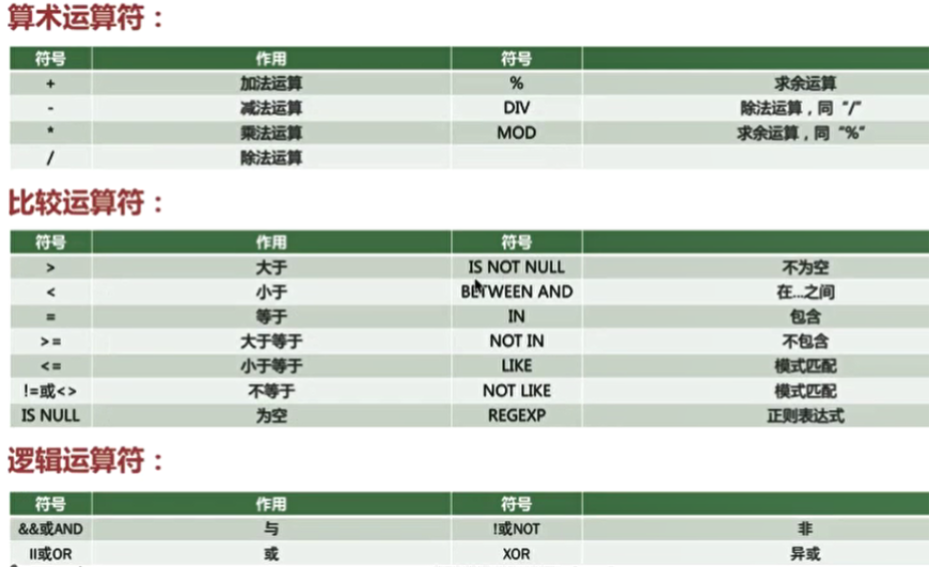 算术运算符：
符号 作用 符号
+ 加法运算 % 求余运算
- 减法运算 DIV 除法运算，同“/”
* 乘法运算 MOD 求余运算，同“%”
/ 除法运算
比较运算符：
符号 作用 符号
> 大于 IS NOT NULL 不为空
< 小于 BETWEEN AND 在...之间
= 等于 IN 包含
>= 大于等于 NOT IN 不包含
<= 小于等于 LIKE 模式匹配
!=或<> 不等于 NOT LIKE 模式匹配
IS NULL 为空 REGEXP 正则表达式
逻辑运算符：
符号 作用 符号
&&或AND 与 !或NOT 非
II或OR 或 XOR 异或